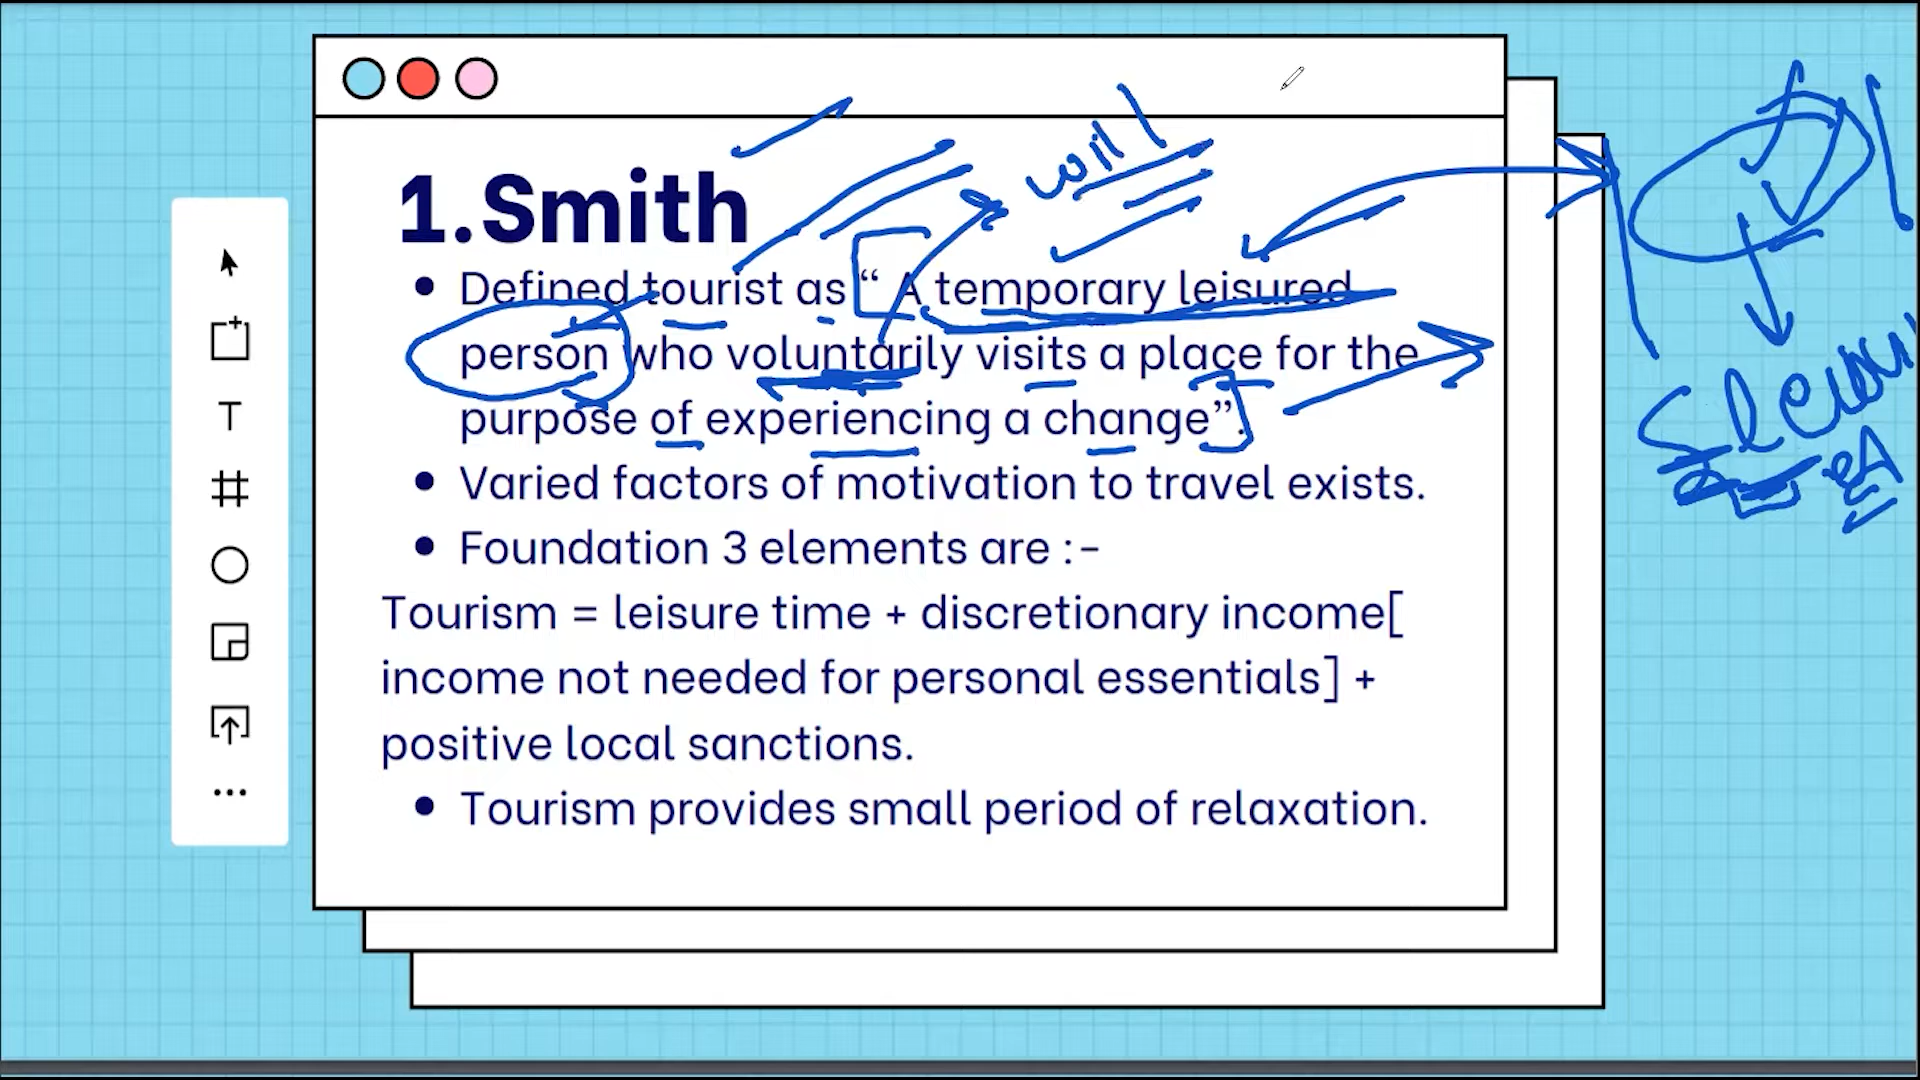 1.Smith
will
• Defined tourist as “ A temporary leisured
person who voluntarily visits a place for the
purpose of experiencing a change”.
• Varied factors of motivation to travel exists.
• Foundation 3 elements are :-
Tourism = leisure time + discretionary income[
income not needed for personal essentials] +
positive local sanctions.
• Tourism provides small period of relaxation.
T